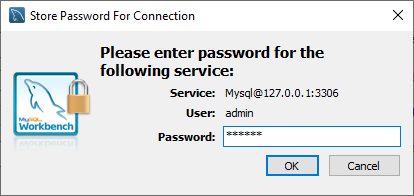 Store Password For Connection
Please enter password for the
following service:
Service: Mysql@127.0.0.1:3306
User: admin
Password: ******
MySQL
Workbench
OK Cancel